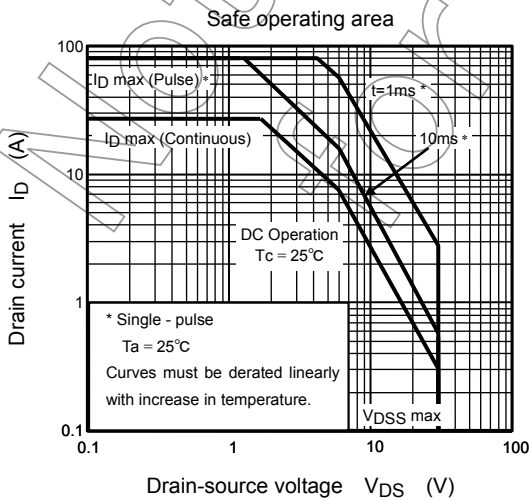 Safe operating area
100
ID max (Pulse) *
t=1ms *
ID max (Continuous)
10ms *
10
DC Operation
Tc = 25°C
1
* Single - pulse
Ta = 25°C
Curves must be derated linearly
with increase in temperature.
VDSS max
0.1
0.1
1
10
100
Drain current ID (A)
Drain-source voltage VDS (V)